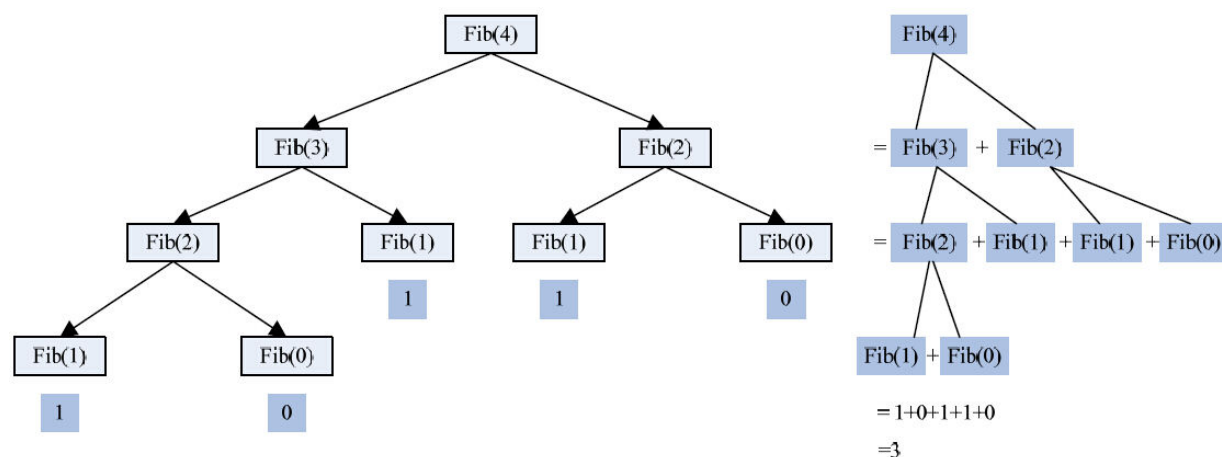 Fib(4)
Fib(3)
Fib(2)
Fib(2)
Fib(1)
Fib(1)
Fib(0)
1
1
0
Fib(1)
Fib(0)
1
0
Fib(4)
= Fib(3) + Fib(2)
= Fib(2) + Fib(1) + Fib(1) + Fib(0)
Fib(1) + Fib(0)
= 1+0+1+1+0
=3